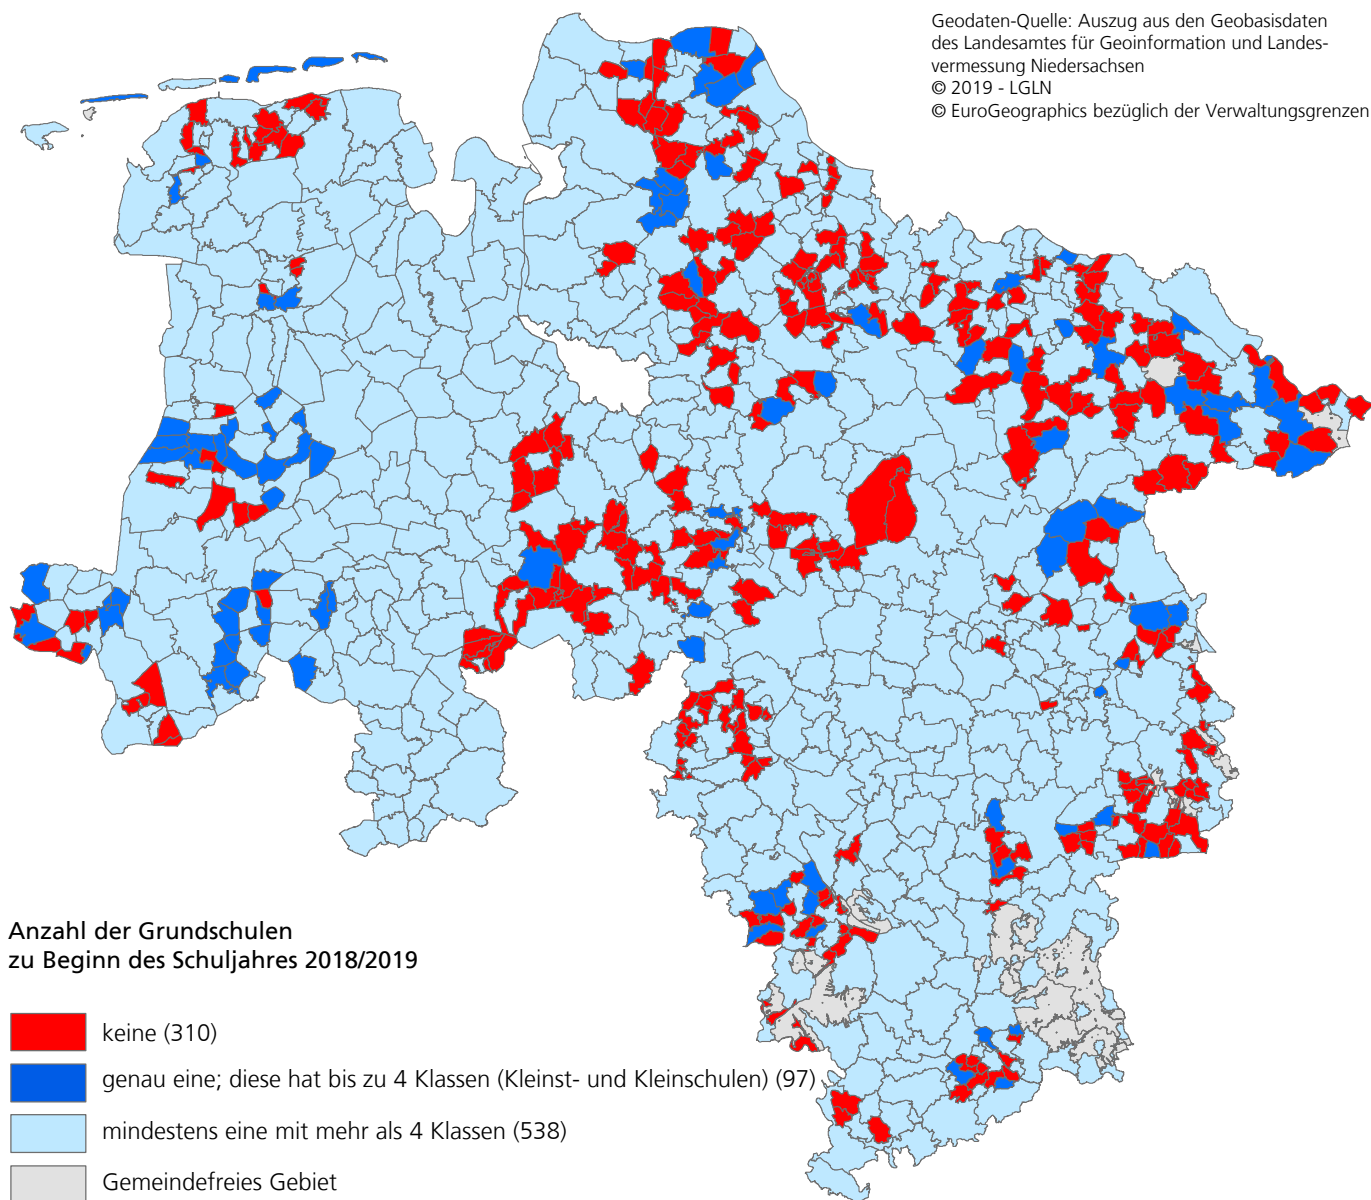 Geodaten-Quelle: Auszug aus den Geobasisdaten
des Landesamtes für Geoinformation und Landes-
vermessung Niedersachsen
© 2019 - LGLN
© EuroGeographics bezüglich der Verwaltungsgrenzen
Anzahl der Grundschulen
zu Beginn des Schuljahres 2018/2019
keine (310)
genau eine; diese hat bis zu 4 Klassen (Kleinst- und Kleinschulen) (97)
mindestens eine mit mehr als 4 Klassen (538)
Gemeindefreies Gebiet